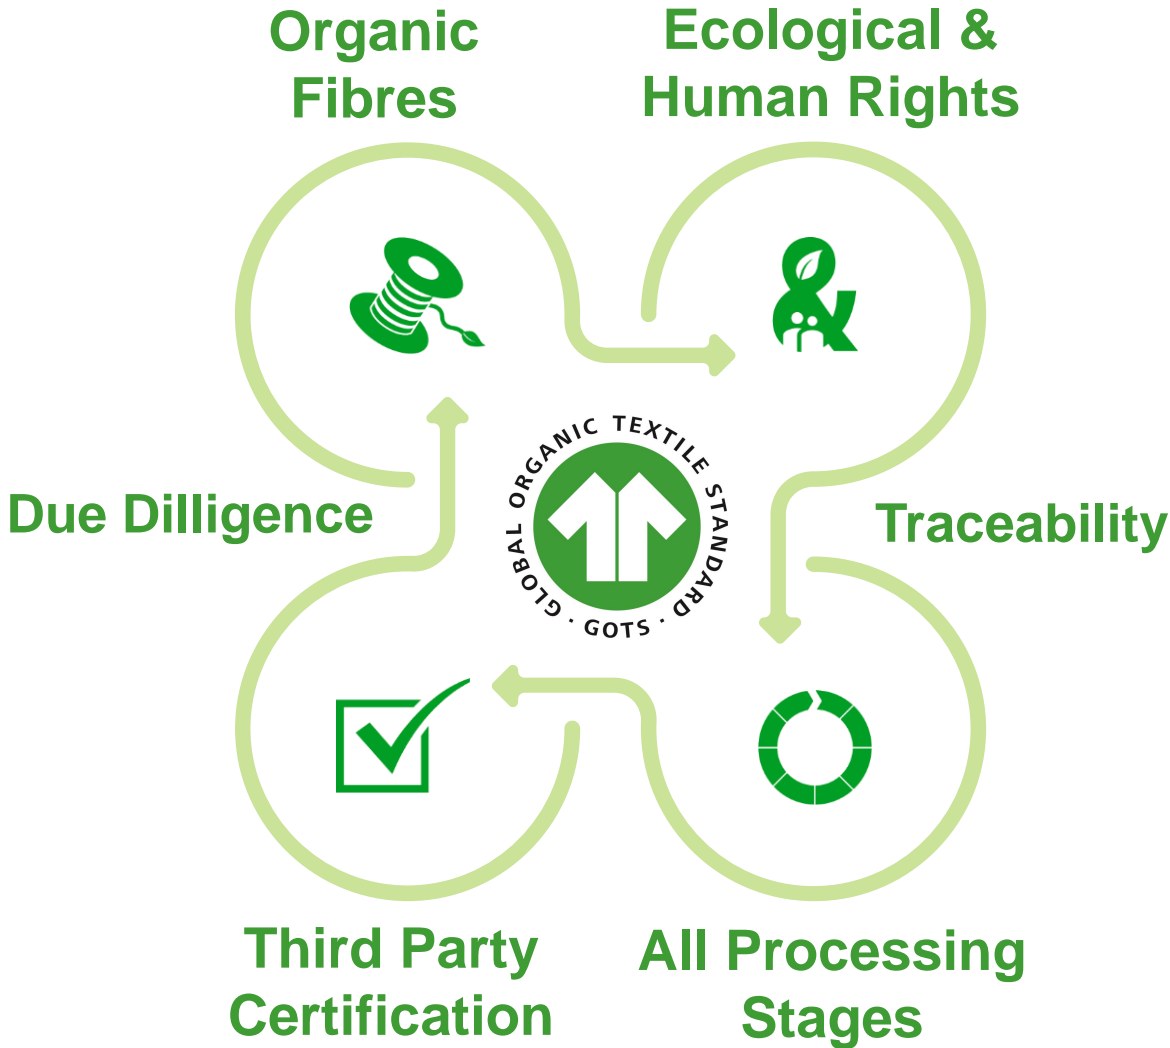 Organic
Fibres
Ecological &
Human Rights
Due Dilligence
GLOBAL ORGANIC TEXTILE STANDARD · GOTS ·
Traceability
Third Party
Certification
All Processing
Stages